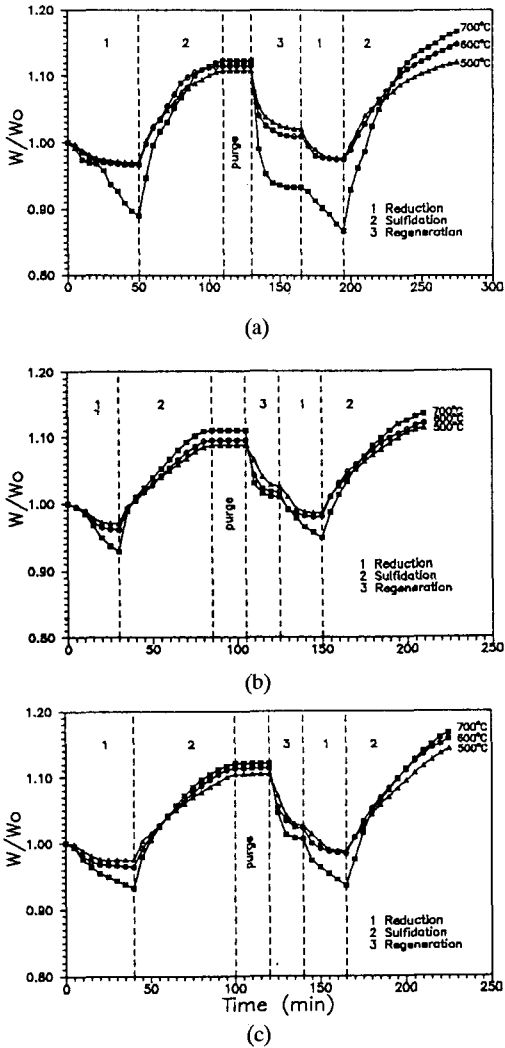 1.20
1 2 3 1 2
700°C
600°C
500°C
1.10
1.00
0.90
0.80
W/Wo
purge
1 Reduction
2 Sulfidation
3 Regeneration
0 50 100 150 200 250 300
(a)
1.20
1 2 3 1 2
700°C
600°C
500°C
1.10
1.00
0.90
0.80
W/Wo
purge
1 Reduction
2 Sulfidation
3 Regeneration
0 50 100 150 200 250
(b)
1.20
1 2 3 1 2
700°C
600°C
500°C
1.10
1.00
0.90
0.80
W/Wo
purge
1 Reduction
2 Sulfidation
3 Regeneration
0 50 100 150 200 250
Time (min)
(c)